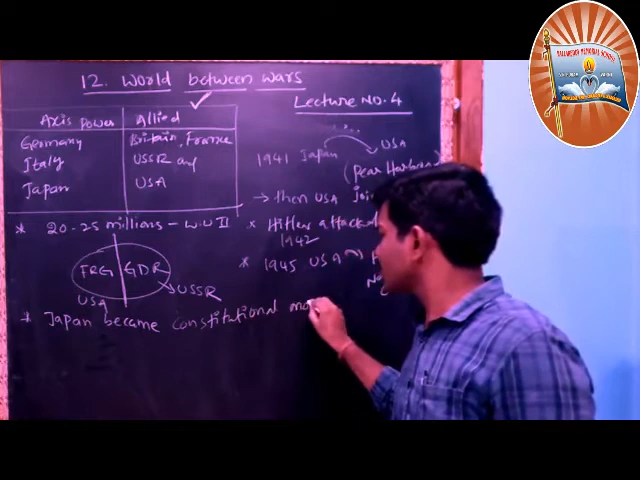 12. World between Wars
Lecture No. 4
Axis Power allied
Germany Britain, France
Italy USSR and
Japan USA
1941 Japan USA
(Pearl Harbour
→ then USA join
* 20-25 millions - W.W II
* Hitler attacked
1942
* 1945 USA →
FRG GDR
USA USSR
* Japan became constitutional mo